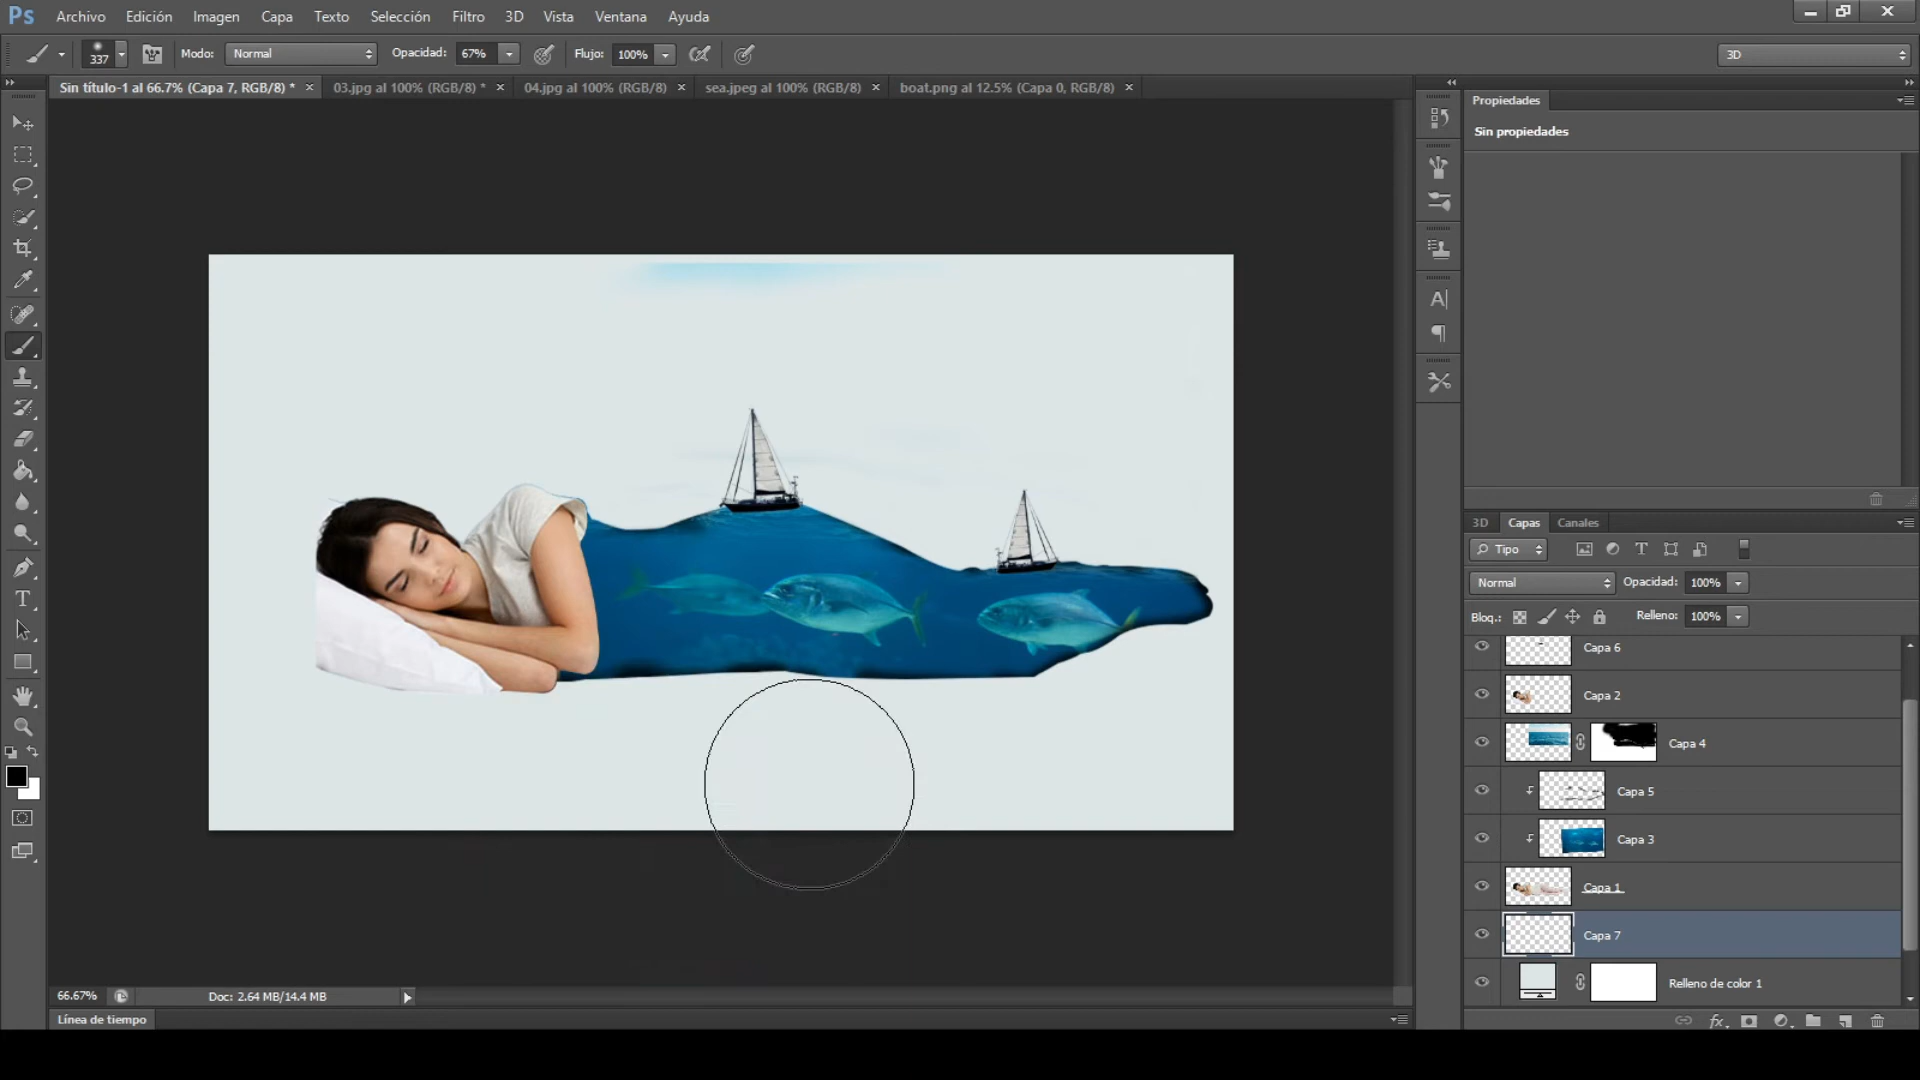 Ps Archivo Edición Imagen Capa Texto Selección Filtro 3D Vista Ventana Ayuda
337 Modo: Normal Opacidad: 67% Flujo: 100% 3D
Sin título-1 al 66.7% (Capa 7, RGB/8) * 03.jpg al 100% (RGB/8) * 04.jpg al 100% (RGB/8) sea.jpeg al 100% (RGB/8) boat.png al 12.5% (Capa 0, RGB/8)
Propiedades
Sin propiedades
3D Capas Canales
Tipo
Normal Opacidad: 100%
Bloq.: Relleno: 100%
Capa 6
Capa 2
Capa 4
Capa 5
Capa 3
Capa 1
Capa 7
Relleno de color 1
fx
66.67% Doc: 2.64 MB/14.4 MB
Línea de tiempo